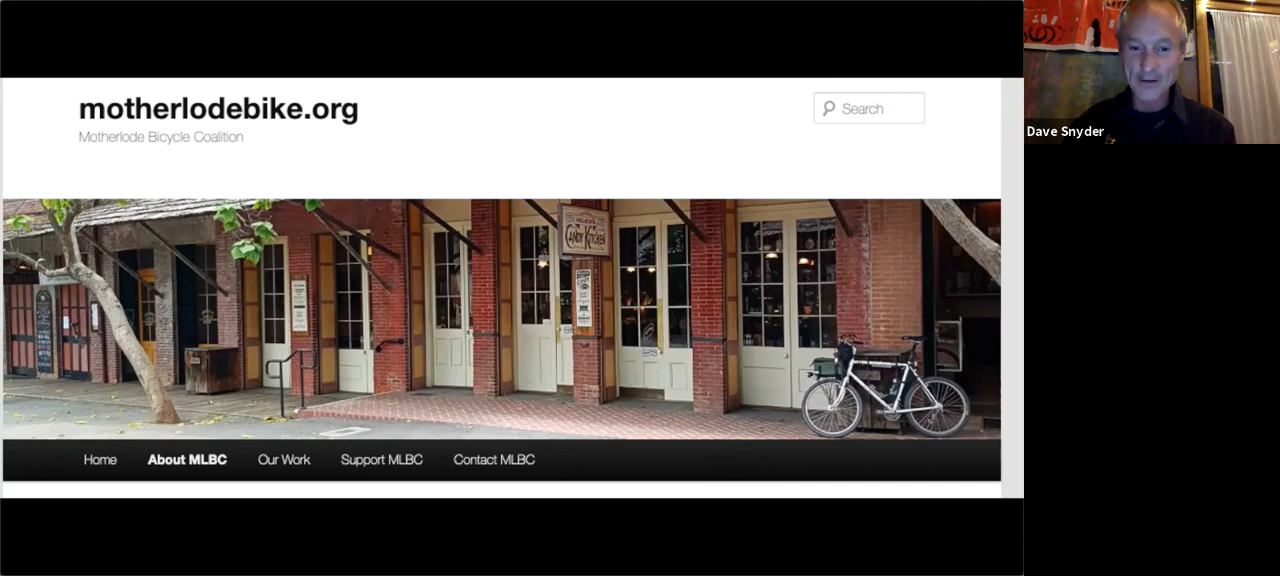 motherlodebike.org
Motherlode Bicycle Coalition
Search
CANDY KITCHEN
Home
About MLBC
Our Work
Support MLBC
Contact MLBC
Dave Snyder